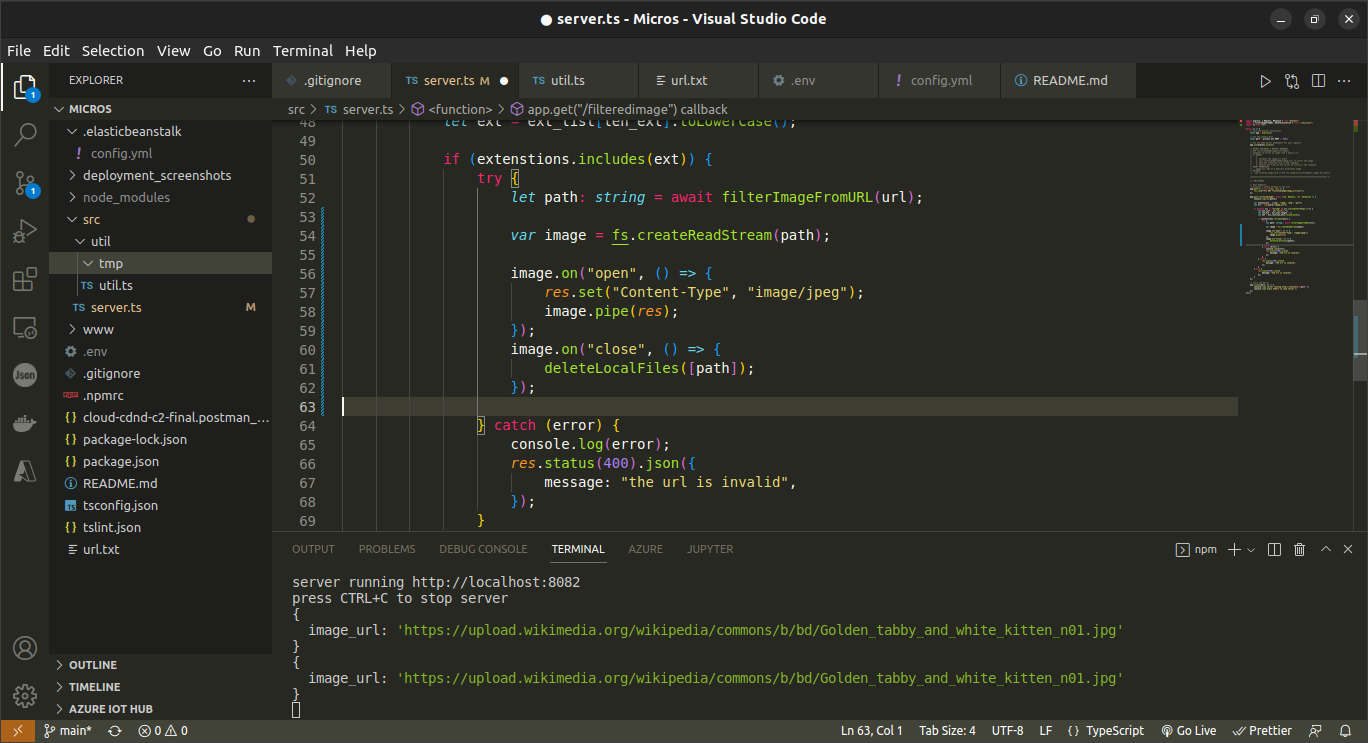 ● server.ts - Micros - Visual Studio Code
File Edit Selection View Go Run Terminal Help
EXPLORER ...
.gitignore TS server.ts M ● TS util.ts url.txt .env ! config.yml README.md
MICROS
.elasticbeanstalk
! config.yml
deployment_screenshots
node_modules
src
util
tmp
TS util.ts
TS server.ts M
www
.env
.gitignore
.npmrc
{} cloud-cdnd-c2-final.postman_...
{} package-lock.json
{} package.json
README.md
tsconfig.json
{} tslint.json
url.txt
OUTLINE
TIMELINE
AZURE IOT HUB
1
1
Json
src > TS server.ts > <function> > app.get("/filteredimage") callback
48 let ext = ext_list[len_ext].toLowerCase();
49
50 if (extenstions.includes(ext)) {
51 try {
52 let path: string = await filterImageFromURL(url);
53
54 var image = fs.createReadStream(path);
55
56 image.on("open", () => {
57 res.set("Content-Type", "image/jpeg");
58 image.pipe(res);
59 });
60 image.on("close", () => {
61 deleteLocalFiles([path]);
62 });
63
64 } catch (error) {
65 console.log(error);
66 res.status(400).json({
67 message: "the url is invalid",
68 });
69 }
OUTPUT PROBLEMS DEBUG CONSOLE TERMINAL AZURE JUPYTER npm
server running http://localhost:8082
press CTRL+C to stop server
{
image_url: 'https://upload.wikimedia.org/wikipedia/commons/b/bd/Golden_tabby_and_white_kitten_n01.jpg'
}
{
image_url: 'https://upload.wikimedia.org/wikipedia/commons/b/bd/Golden_tabby_and_white_kitten_n01.jpg'
}
main* 0 0 Ln 63, Col 1 Tab Size: 4 UTF-8 LF {} TypeScript Go Live Prettier